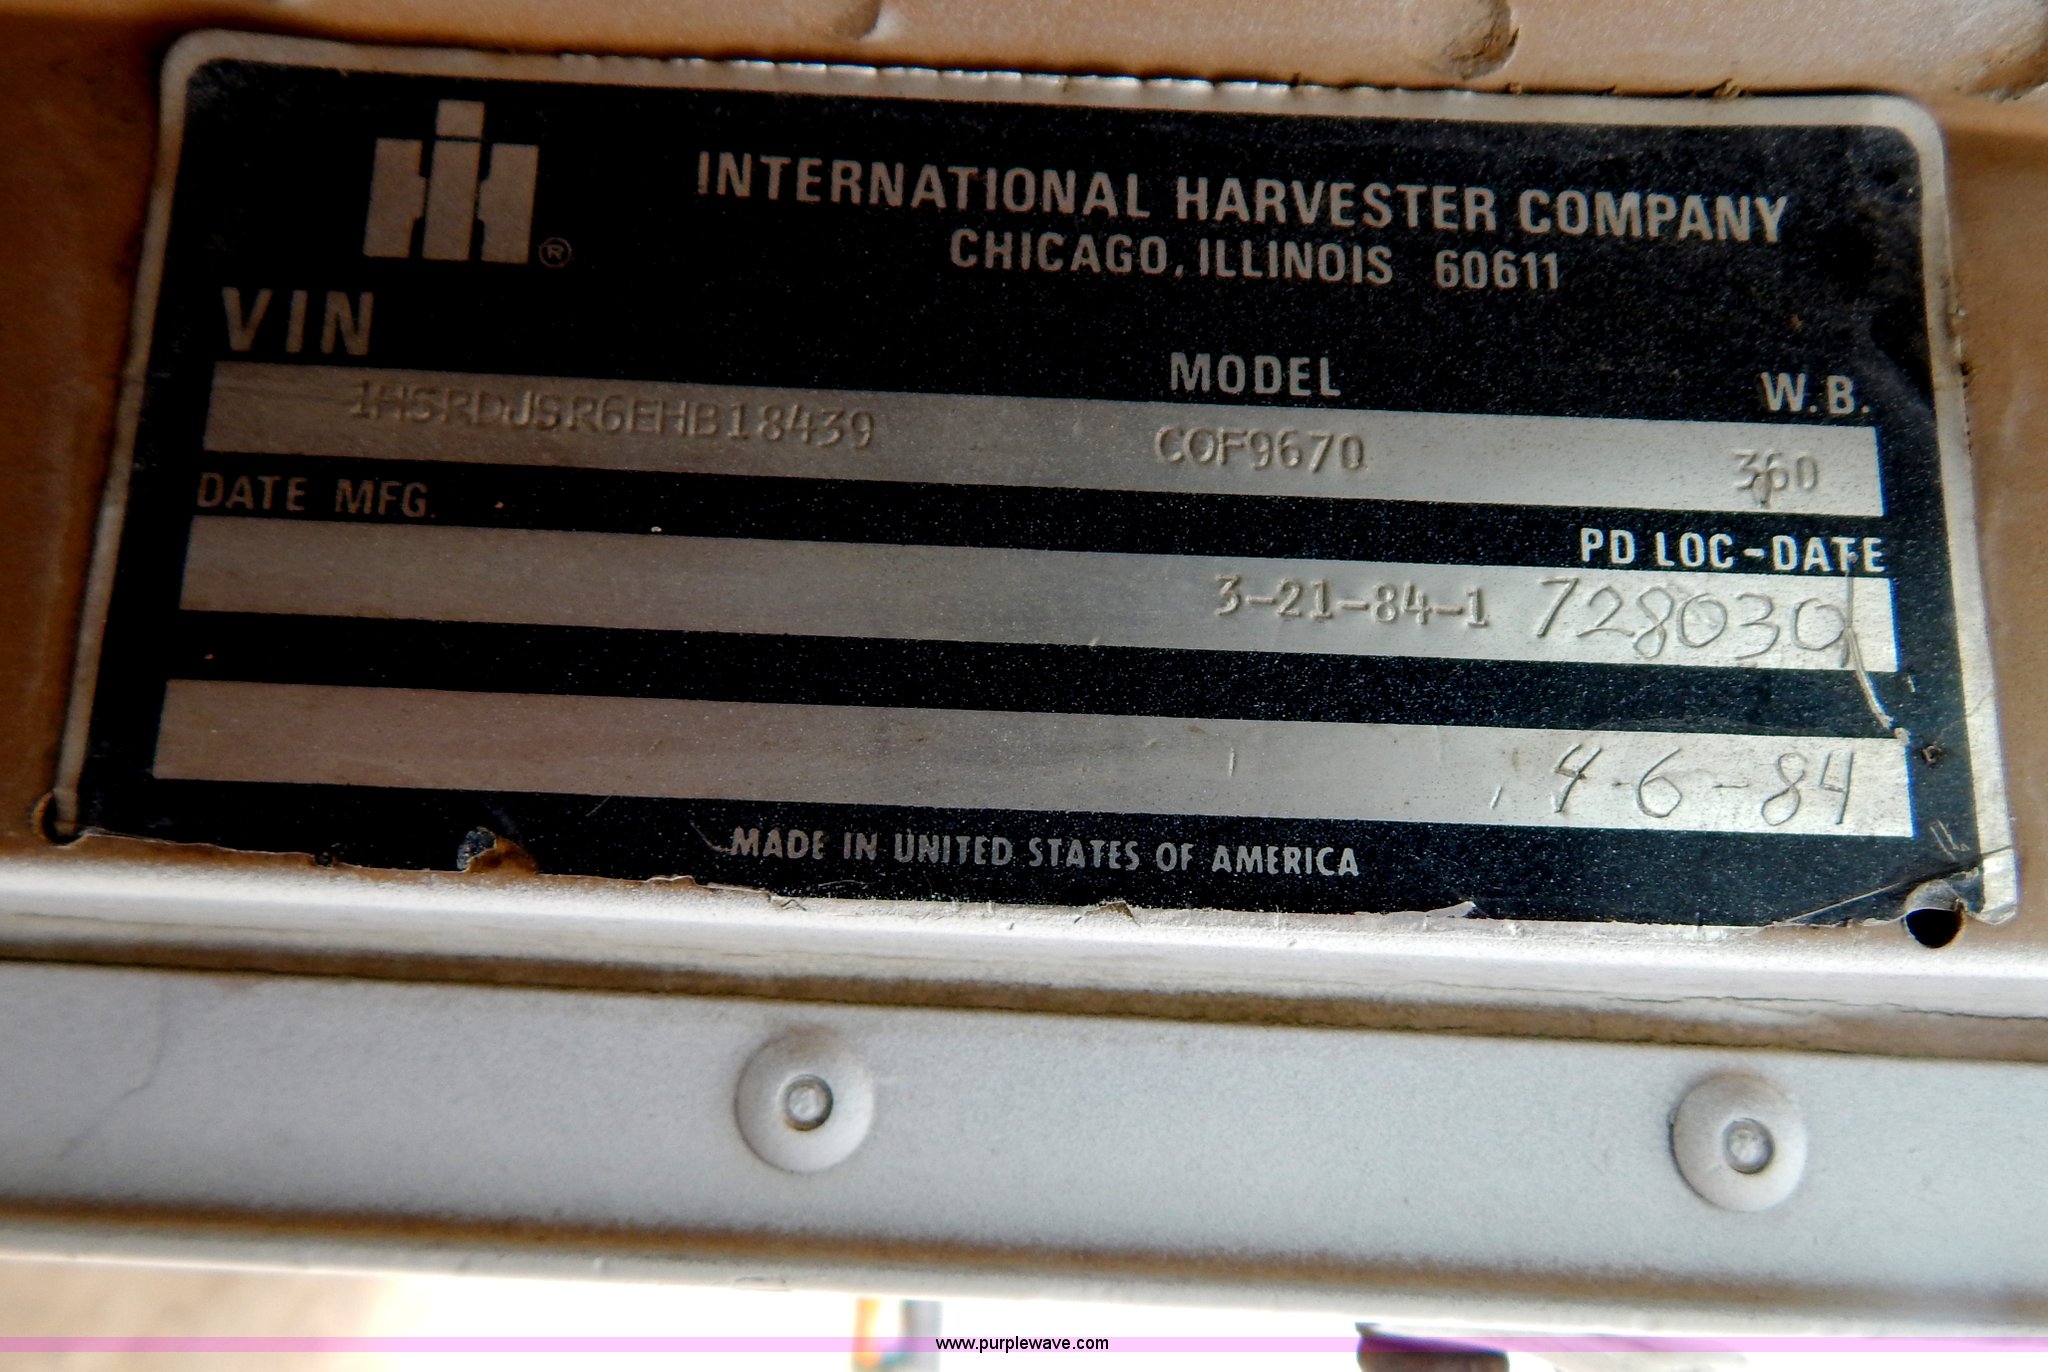 INTERNATIONAL HARVESTER COMPANY
CHICAGO, ILLINOIS 60611
VIN MODEL W.B.
1HSRDJSR6EHB18439 COF9670 360
DATE MFG. PD LOC-DATE
3-21-84-1 728030
4-6-84
MADE IN UNITED STATES OF AMERICA
www.purplewave.com